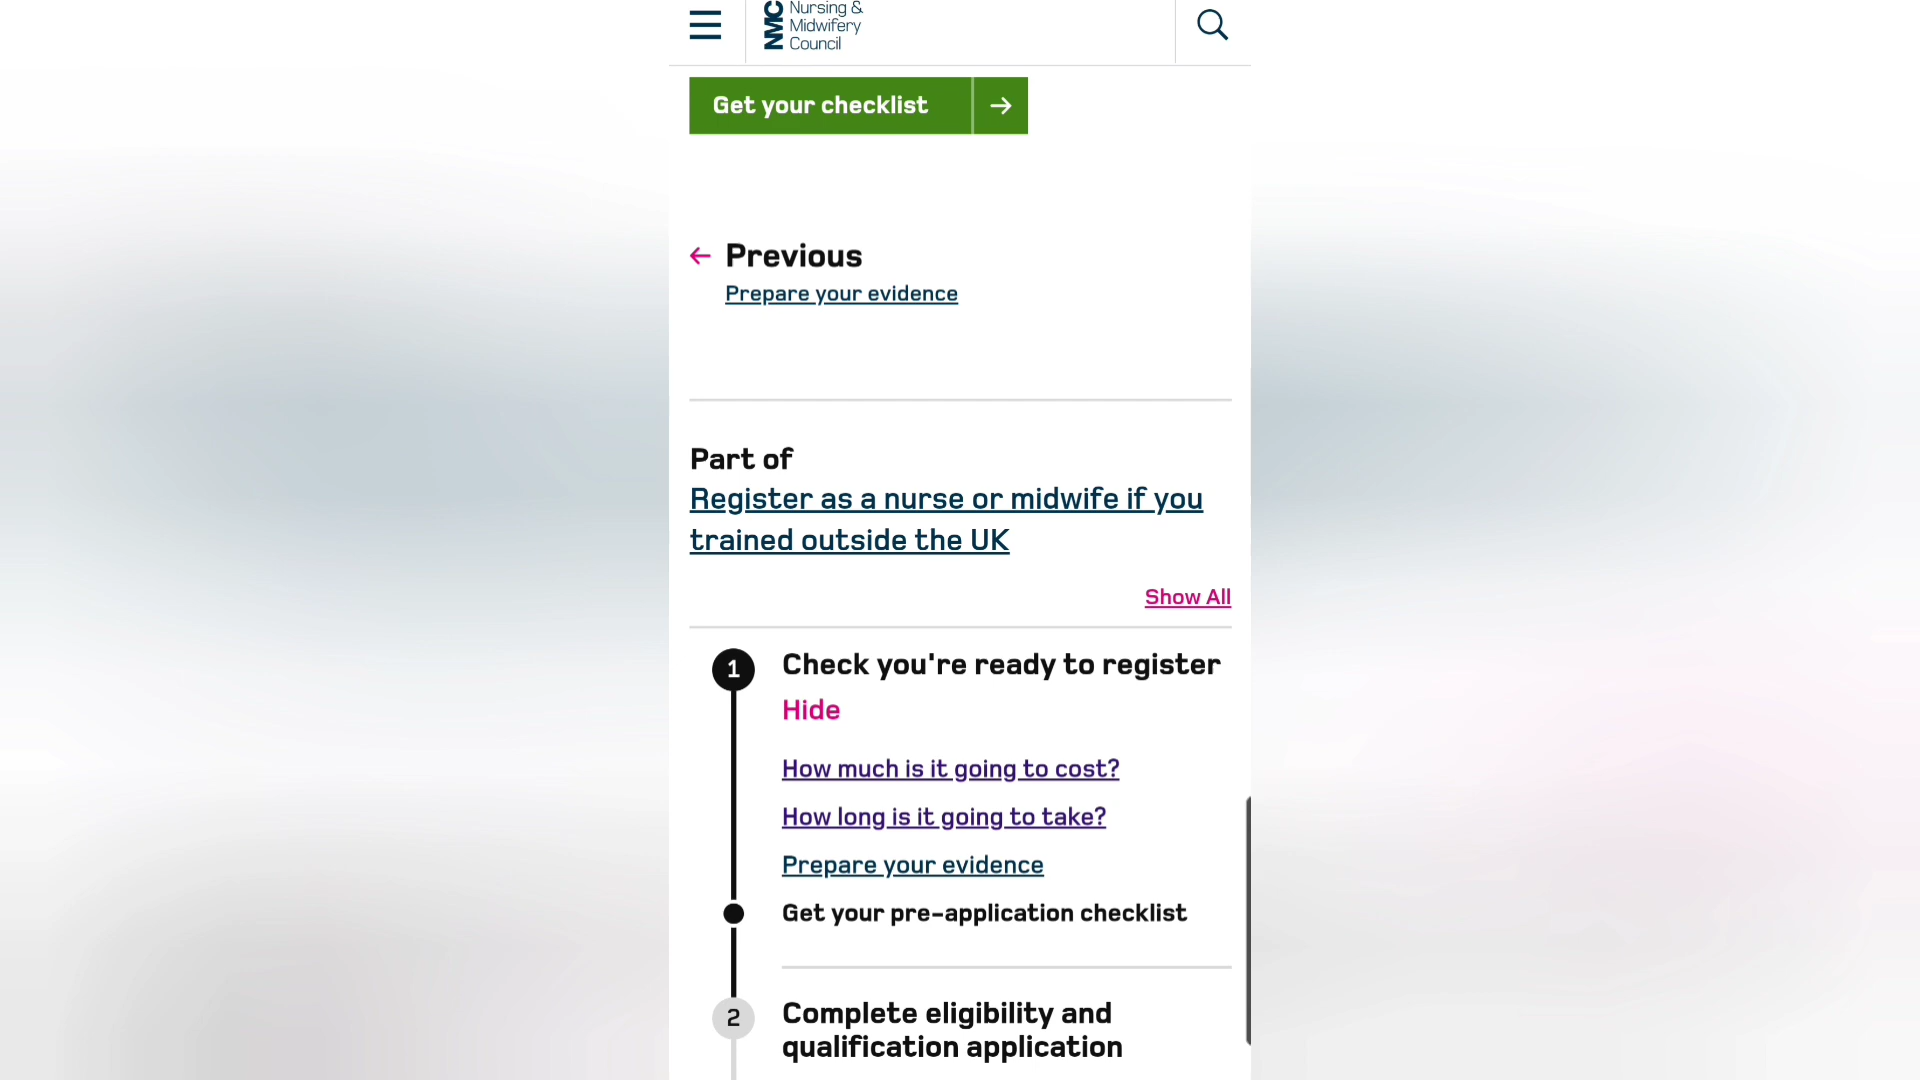 NMC
Nursing &
Midwifery
Council
Get your checklist
Previous
Prepare your evidence
Part of
Register as a nurse or midwife if you
trained outside the UK
Show All
1
Check you're ready to register
Hide
How much is it going to cost?
How long is it going to take?
Prepare your evidence
Get your pre-application checklist
2
Complete eligibility and
qualification application